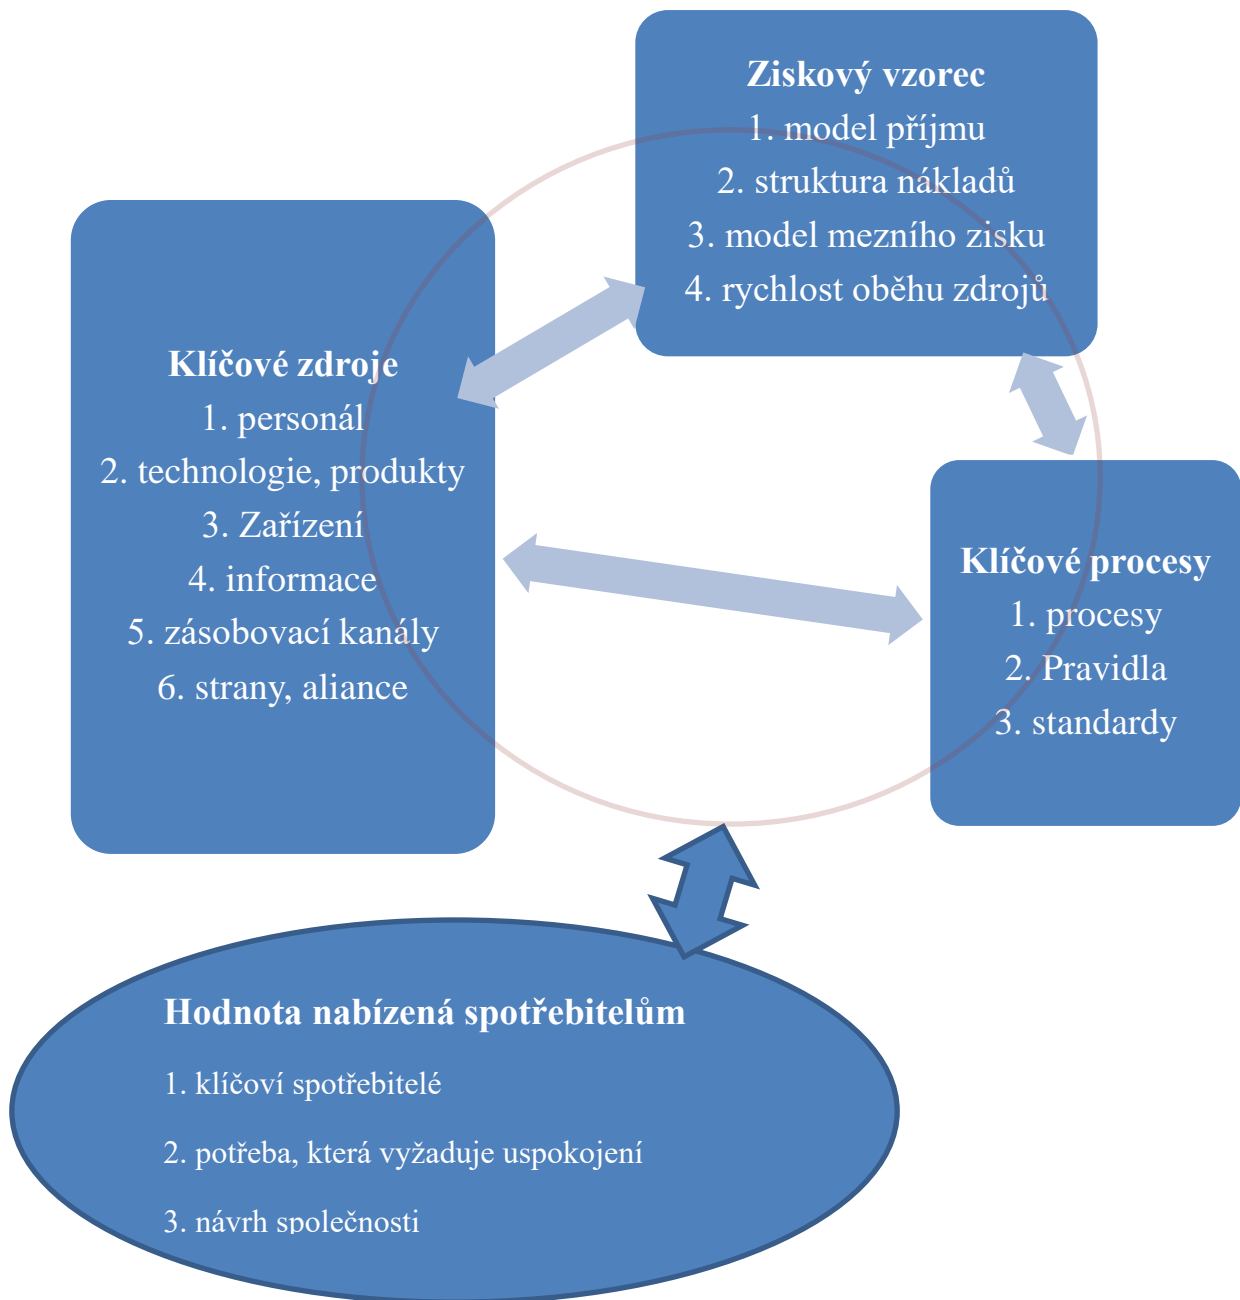 Ziskový vzorec
1. model příjmu
2. struktura nákladů
3. model mezního zisku
4. rychlost oběhu zdrojů
Klíčové zdroje
1. personál
2. technologie, produkty
3. Zařízení
4. informace
5. zásobovací kanály
6. strany, aliance
Klíčové procesy
1. procesy
2. Pravidla
3. standardy
Hodnota nabízená spotřebitelům
1. klíčoví spotřebitelé
2. potřeba, která vyžaduje uspokojení
3. návrh společnosti